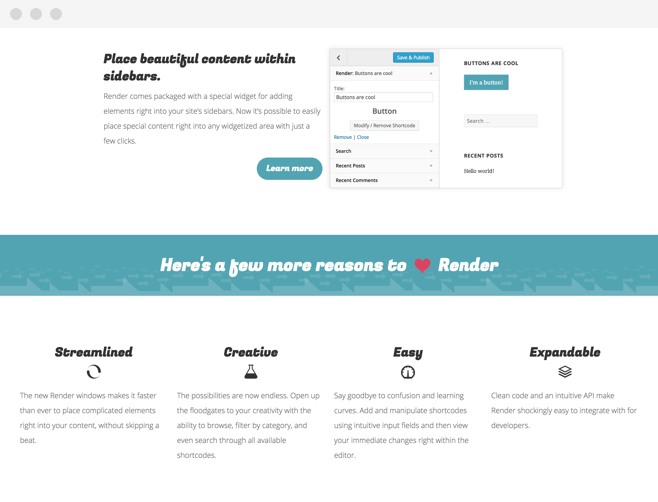 Place beautiful content within
sidebars.
Render comes packaged with a special widget for adding
elements right into your site's sidebars. Now it's possible to easily
place special content right into any widgetized area with just a
few clicks.
Learn more
Save & Publish
Render: Buttons are cool
Title:
Buttons are cool
Button
Modify / Remove Shortcode
Remove | Close
Search
Recent Posts
Recent Comments
BUTTONS ARE COOL
I'm a button!
Search ...
RECENT POSTS
Hello world!
Here's a few more reasons to ❤ Render
Streamlined
The new Render windows makes it faster
than ever to place complicated elements
right into your content, without skipping a
beat.
Creative
The possibilities are now endless. Open up
the floodgates to your creativity with the
ability to browse, filter by category, and
even search through all available
shortcodes.
Easy
Say goodbye to confusion and learning
curves. Add and manipulate shortcodes
using intuitive input fields and then view
your immediate changes right within the
editor.
Expandable
Clean code and an intuitive API make
Render shockingly easy to integrate with for
developers.